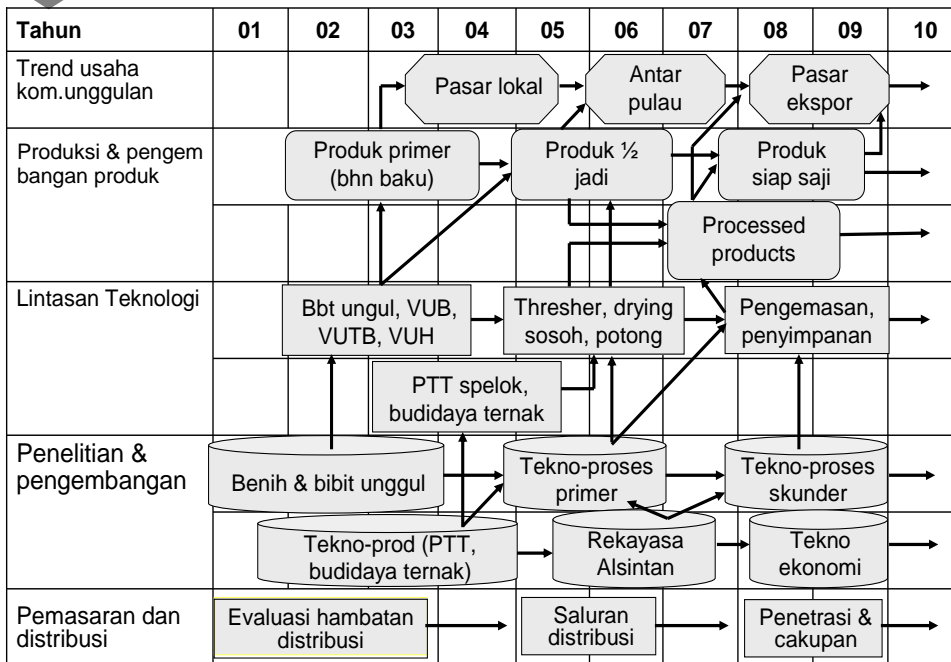 Tahun 01 02 03 04 05 06 07 08 09 10
Trend usaha
kom.unggulan
Pasar lokal
Antar
pulau
Pasar
ekspor
Produksi & pengem
bangan produk
Produk primer
(bhn baku)
Produk ½
jadi
Produk
siap saji
Processed
products
Lintasan Teknologi
Bbt ungul, VUB,
VUTB, VUH
Thresher, drying
sosoh, potong
Pengemasan,
penyimpanan
PTT spelok,
budidaya ternak
Penelitian &
pengembangan
Benih & bibit unggul
Tekno-proses
primer
Tekno-proses
skunder
Tekno-prod (PTT,
budidaya ternak)
Rekayasa
Alsintan
Tekno
ekonomi
Pemasaran dan
distribusi
Evaluasi hambatan
distribusi
Saluran
distribusi
Penetrasi &
cakupan